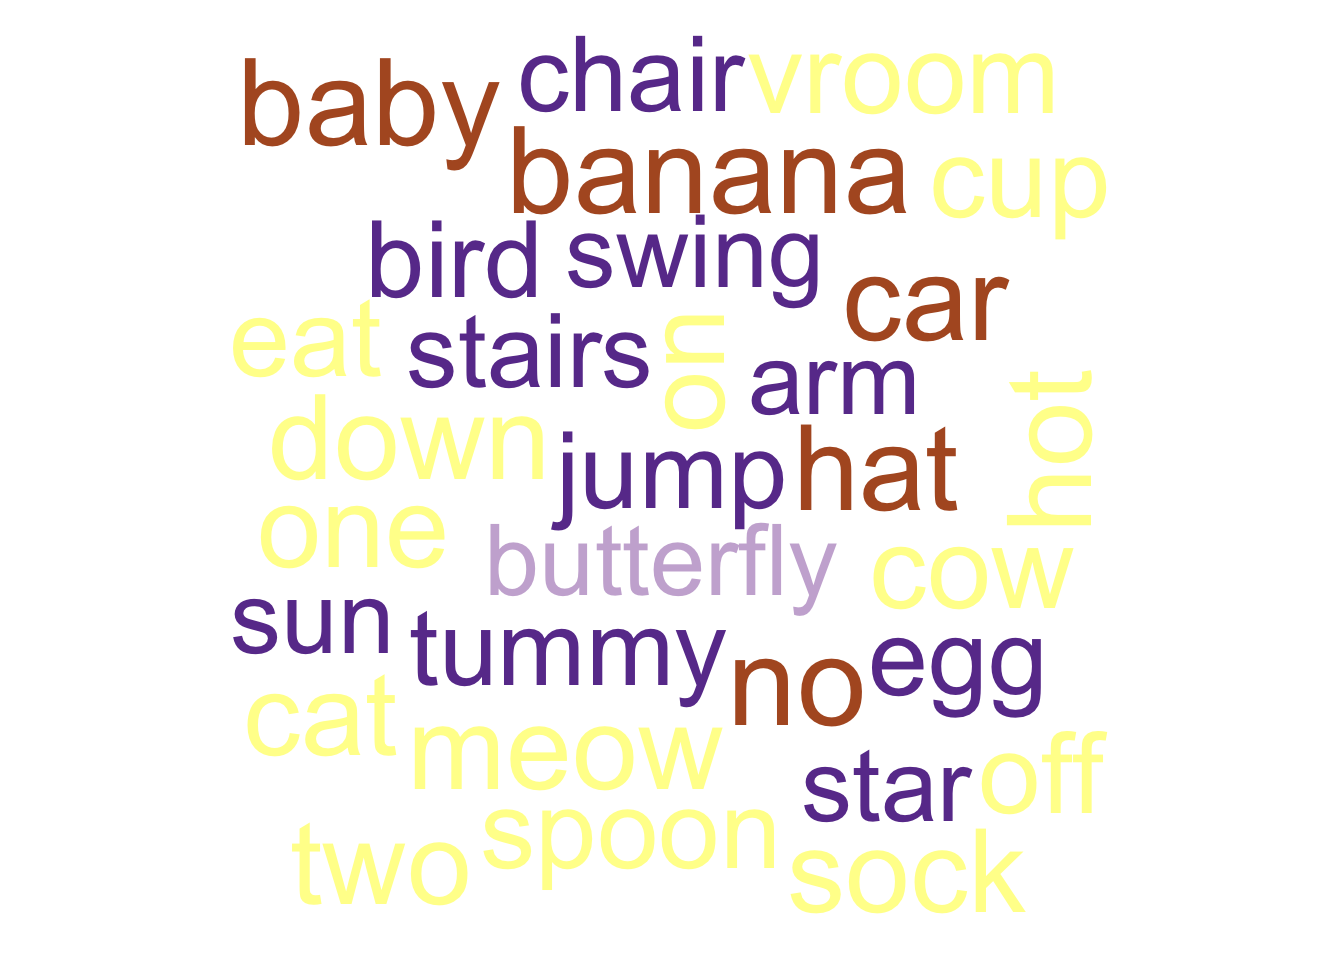 baby chair vroom
banana cup
bird swing car
eat stairs on arm
down jump hat hot
one butterfly cow
sun tummy no egg
cat meow star off
two spoon sock